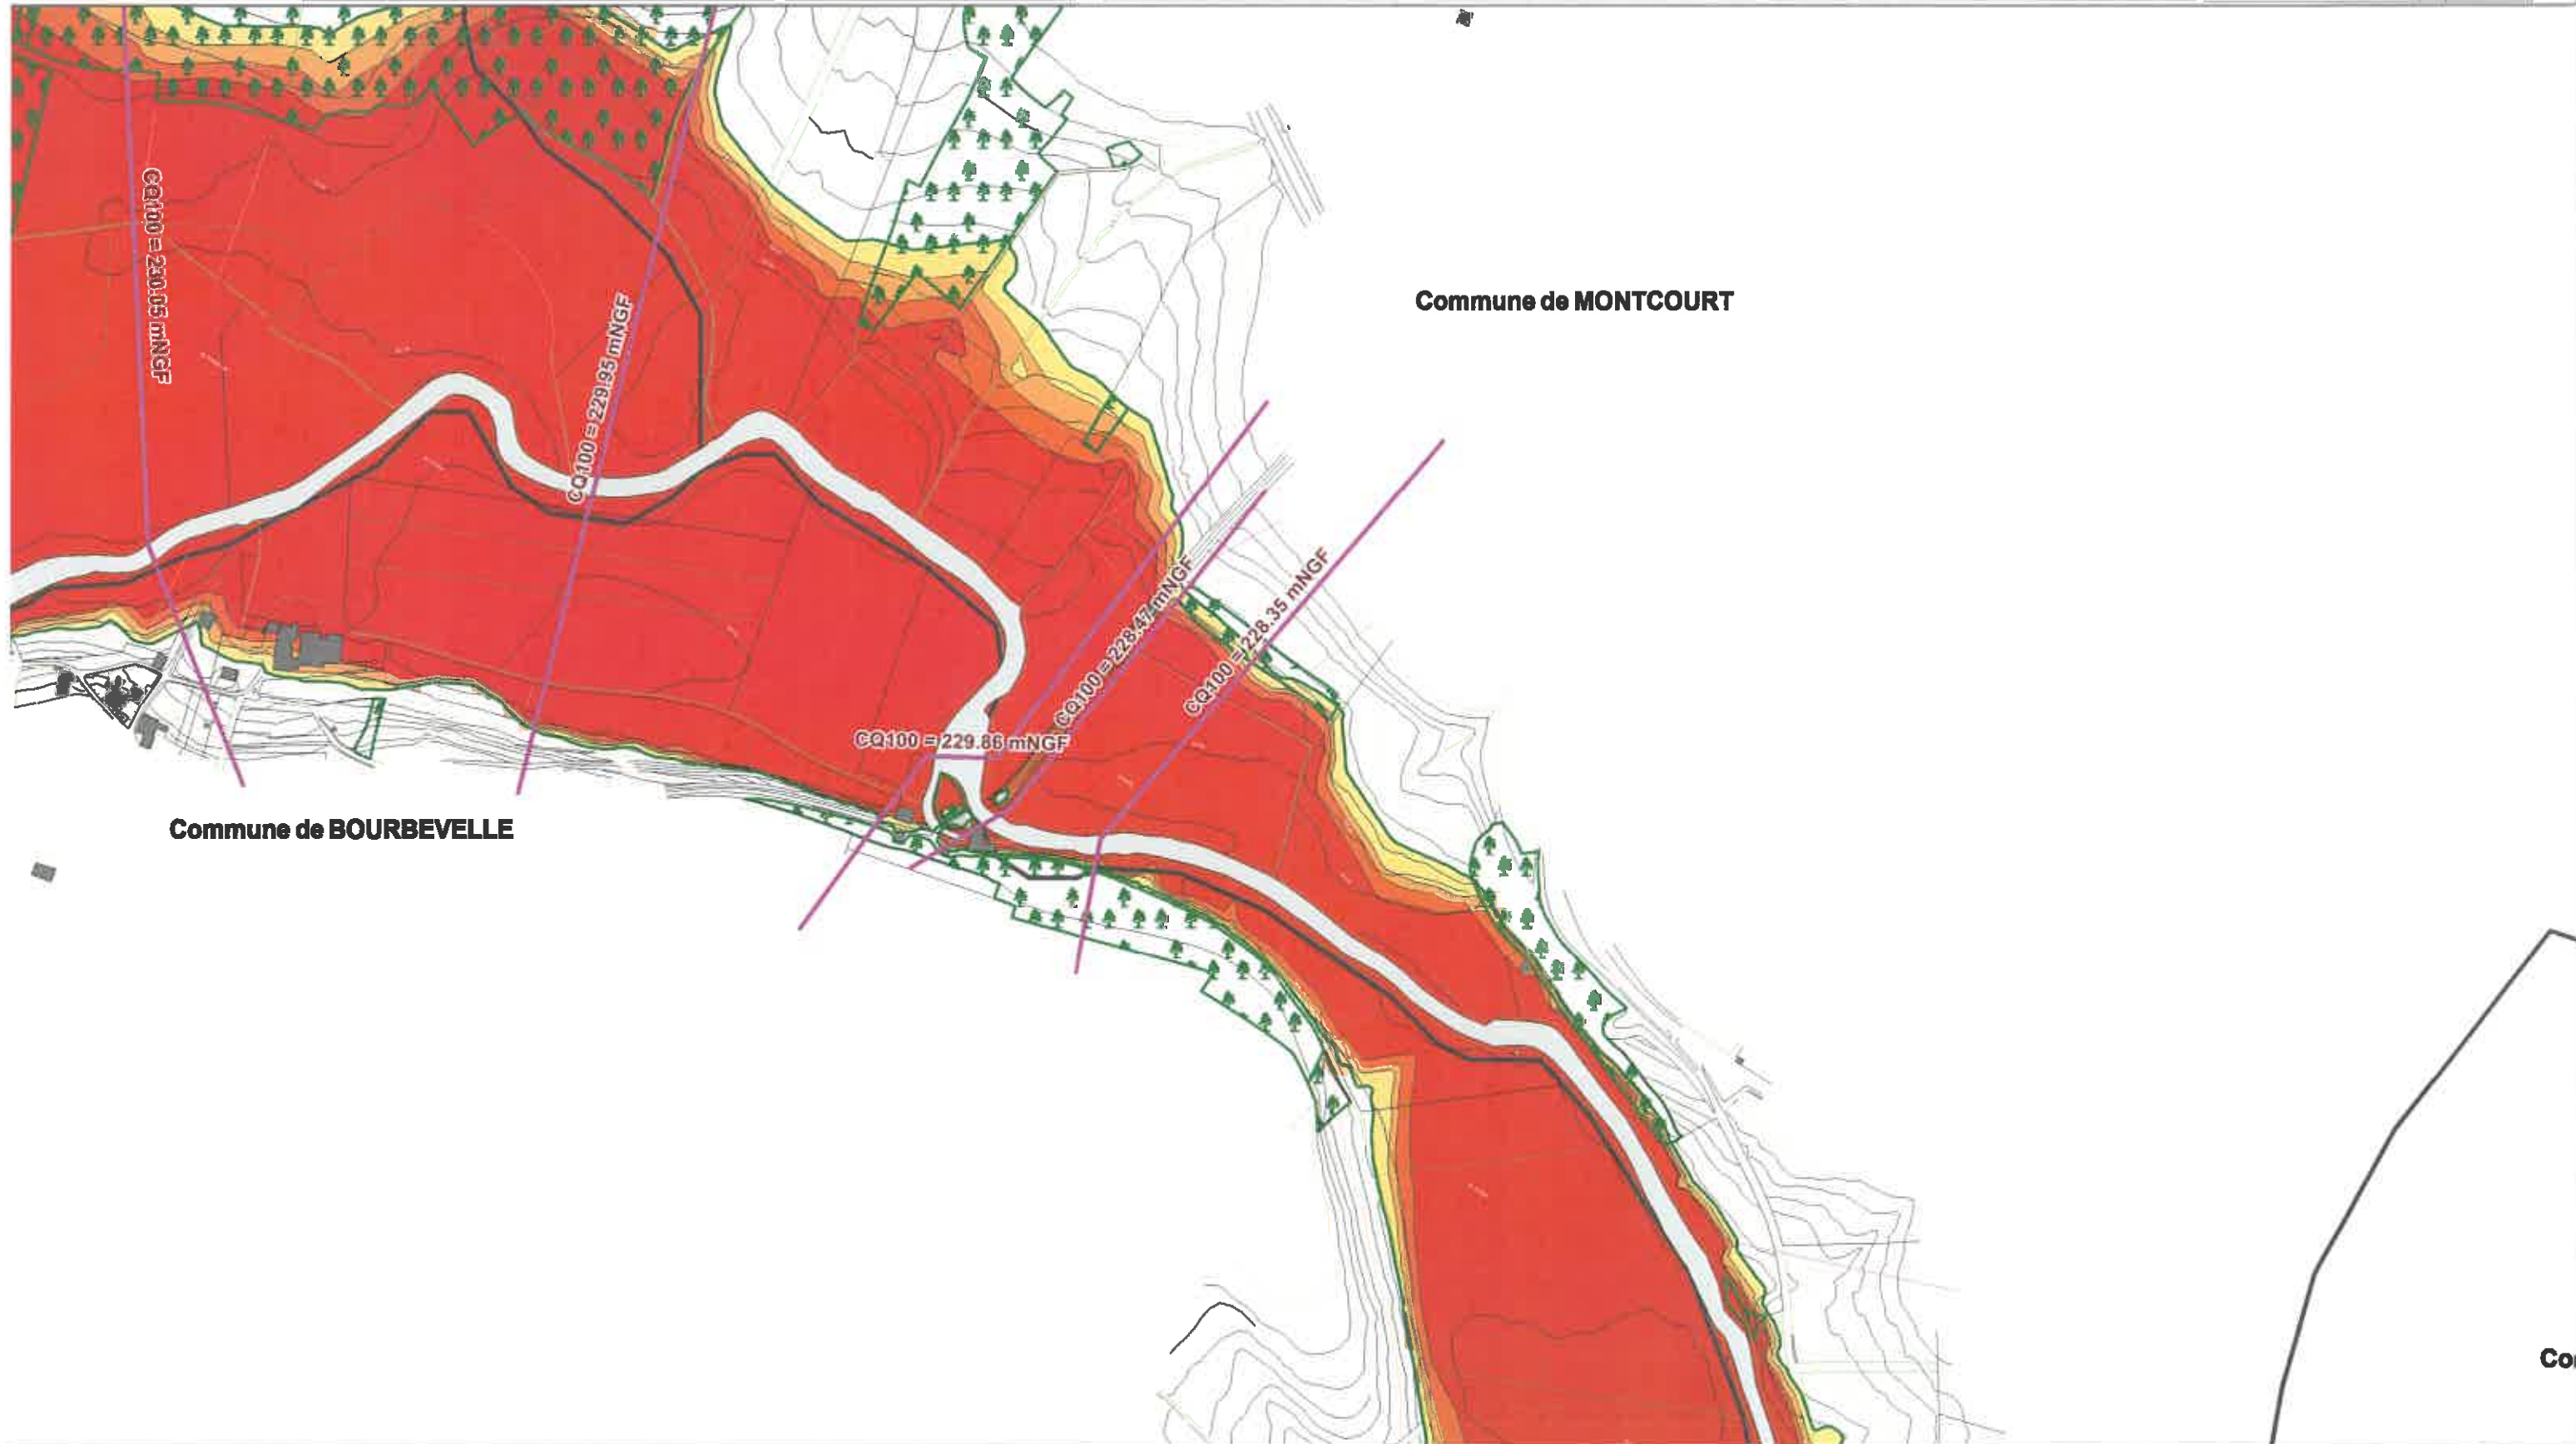 CQ100 = 230.05 mNGF
CQ100 = 229.95 mNGF
Commune de MONTCOURT
CQ100 = 228.47 mNGF
CQ100 = 228.35 mNGF
CQ100 = 229.86 mNGF
Commune de BOURBEVELLE